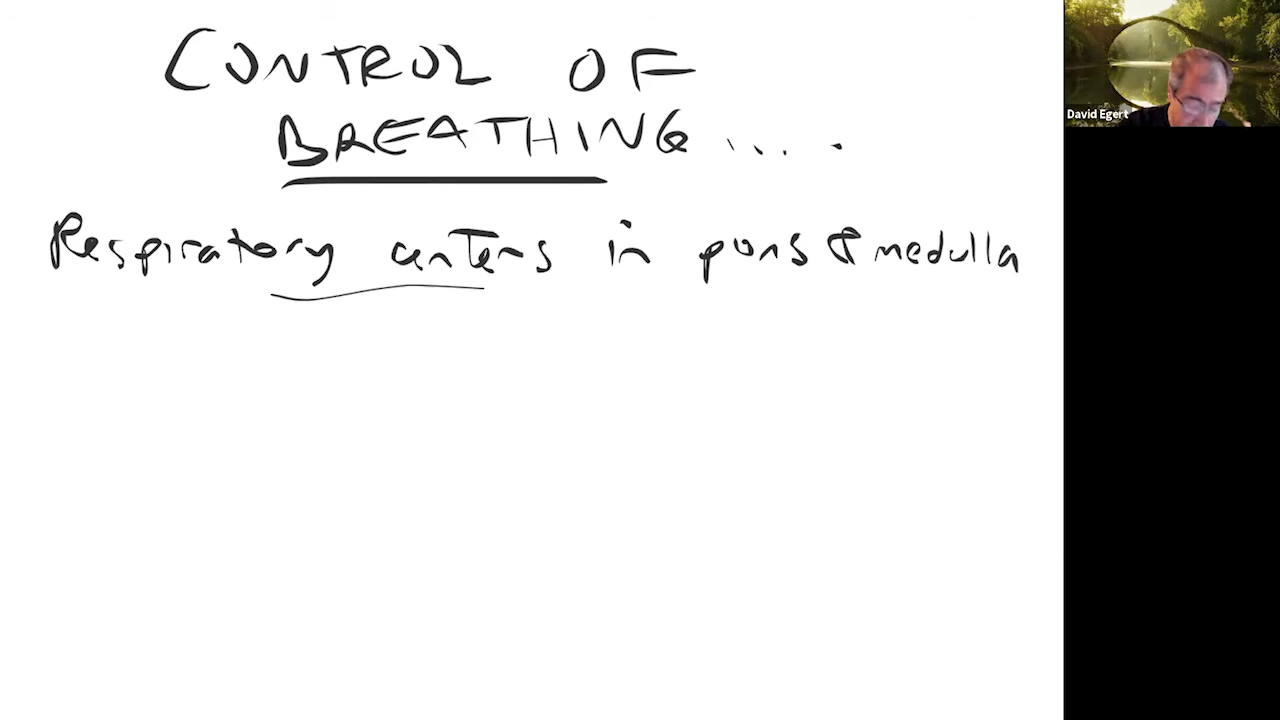 CONTROL OF
BREATHING ....
Respiratory centers in pons & medulla
David Egert